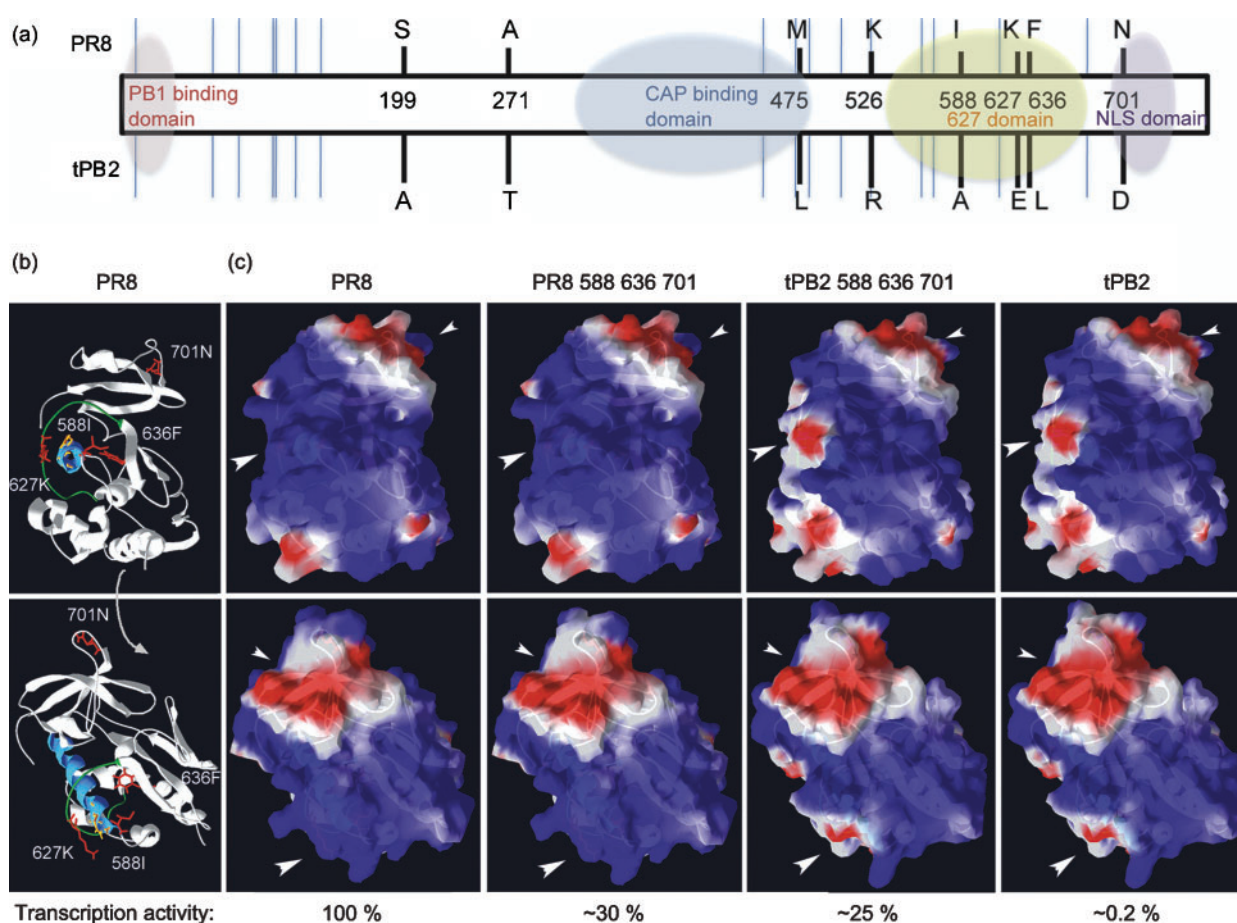 (a)
S A M K I K F N
PR8
PB1 binding domain
199 271
CAP binding domain
475 526 588 627 636 701
627 domain
NLS domain
tPB2
A T L R A E L D
(b)
PR8
(c)
PR8
PR8 588 636 701
tPB2 588 636 701
tPB2
701N
588I
636F
627K
701N
636F
627K
588I
Transcription activity: 100 % ~30 % ~25 % ~0.2 %